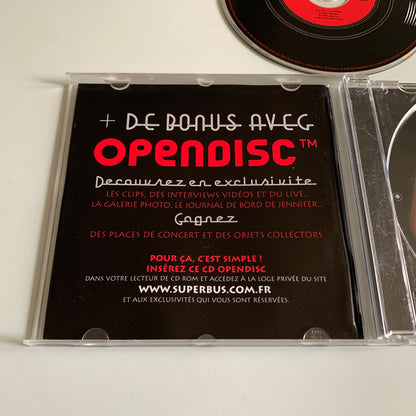 + DE BONUS AVEC
OPENDISC™
Decouvrez en exclusivite
LES CLIPS, DES INTERVIEWS VIDÉOS ET DU LIVE,
LA GALERIE PHOTO, LE JOURNAL DE BORD DE JENNIFER...
Gagnez
DES PLACES DE CONCERT ET DES OBJETS COLLECTORS
...
POUR ÇA, C'EST SIMPLE !
INSÉREZ CE CD OPENDISC
DANS VOTRE LECTEUR DE CD ROM ET ACCÉDEZ À LA LOGE PRIVÉE DU SITE
WWW.SUPERBUS.COM.FR
ET AUX EXCLUSIVITÉS QUI VOUS SONT RÉSERVÉES.